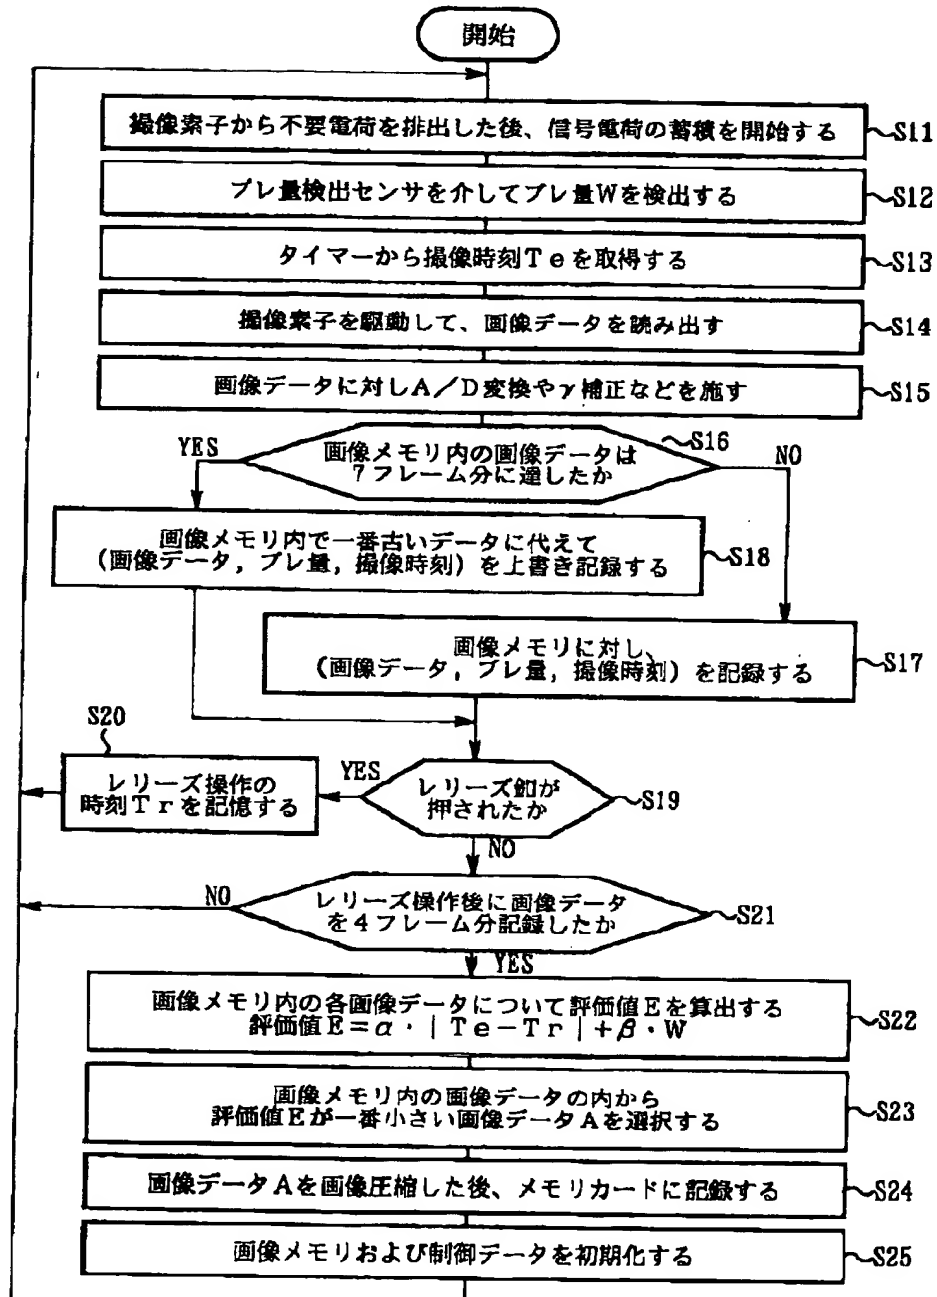 開始
撮像素子から不要電荷を排出した後、信号電荷の蓄積を開始する
S11
ブレ量検出センサを介してブレ量Wを検出する
S12
タイマーから撮像時刻Teを取得する
S13
撮像素子を駆動して、画像データを読み出す
S14
画像データに対しA/D変換やγ補正などを施す
S15
S16
YES
画像メモリ内の画像データは
7フレーム分に達したか
NO
画像メモリ内で一番古いデータに代えて
(画像データ,ブレ量,撮像時刻)を上書き記録する
S18
画像メモリに対し、
(画像データ,ブレ量,撮像時刻)を記録する
S17
S20
レリーズ操作の
時刻Trを記憶する
YES
レリーズ釦が
押されたか
S19
NO
NO
レリーズ操作後に画像データ
を4フレーム分記録したか
S21
YES
画像メモリ内の各画像データについて評価値Eを算出する
評価値E=α・|Te-Tr|+β・W
S22
画像メモリ内の画像データの内から
評価値Eが一番小さい画像データAを選択する
S23
画像データAを画像圧縮した後、メモリカードに記録する
S24
画像メモリおよび制御データを初期化する
S25